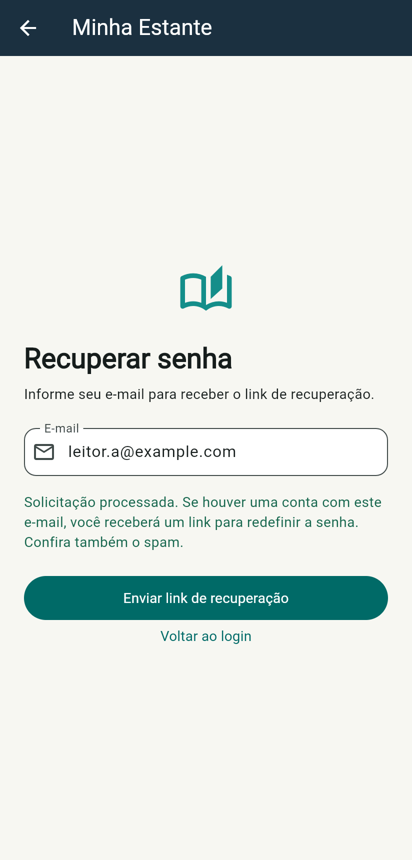 Minha Estante
Recuperar senha
Informe seu e-mail para receber o link de recuperação.
E-mail
leitor.a@example.com
Solicitação processada. Se houver uma conta com este
e-mail, você receberá um link para redefinir a senha.
Confira também o spam.
Enviar link de recuperação
Voltar ao login